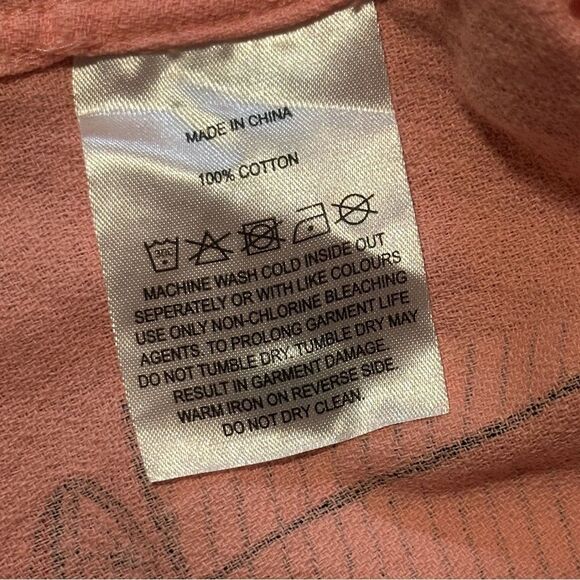 MADE IN CHINA
100% COTTON
MACHINE WASH COLD INSIDE OUT
SEPERATELY OR WITH LIKE COLOURS
USE ONLY NON-CHLORINE BLEACHING
AGENTS. TO PROLONG GARMENT LIFE
DO NOT TUMBLE DRY. TUMBLE DRY MAY
RESULT IN GARMENT DAMAGE.
WARM IRON ON REVERSE SIDE.
DO NOT DRY CLEAN.